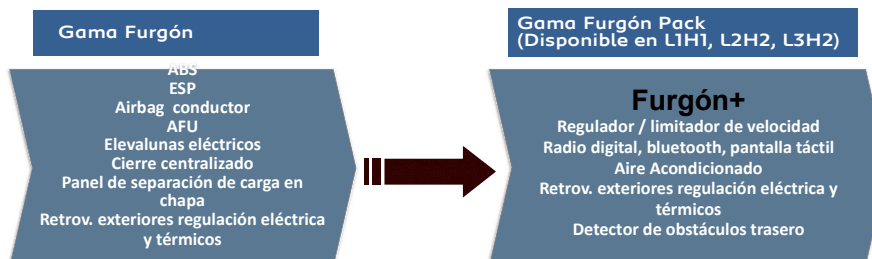 Gama Furgón
ABS
ESP
Airbag conductor
AFU
Elevalunas eléctricos
Cierre centralizado
Panel de separación de carga en
chapa
Retrov. exteriores regulación eléctrica
y térmicos
Gama Furgón Pack
(Disponible en L1H1, L2H2, L3H2)
Furgón+
Regulador / limitador de velocidad
Radio digital, bluetooth, pantalla táctil
Aire Acondicionado
Retrov. exteriores regulación eléctrica y
térmicos
Detector de obstáculos trasero